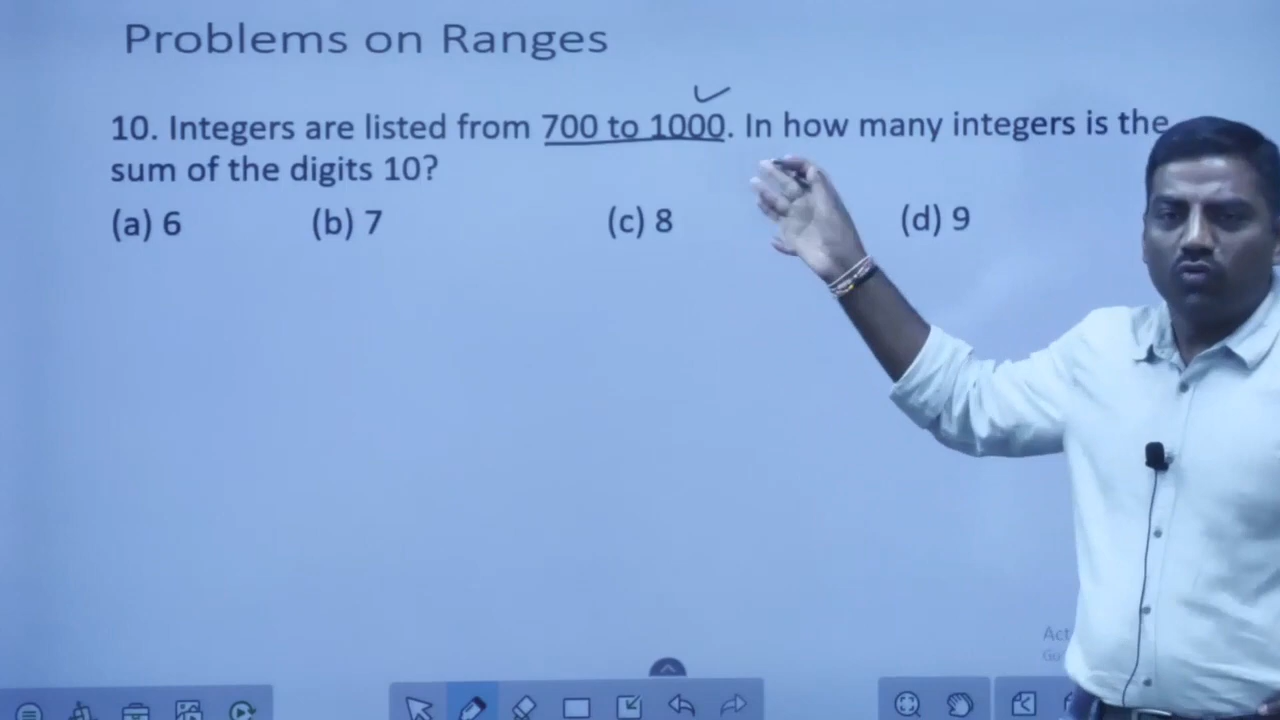 Problems on Ranges
10. Integers are listed from 700 to 1000. In how many integers is the
sum of the digits 10?
(a) 6 (b) 7 (c) 8 (d) 9